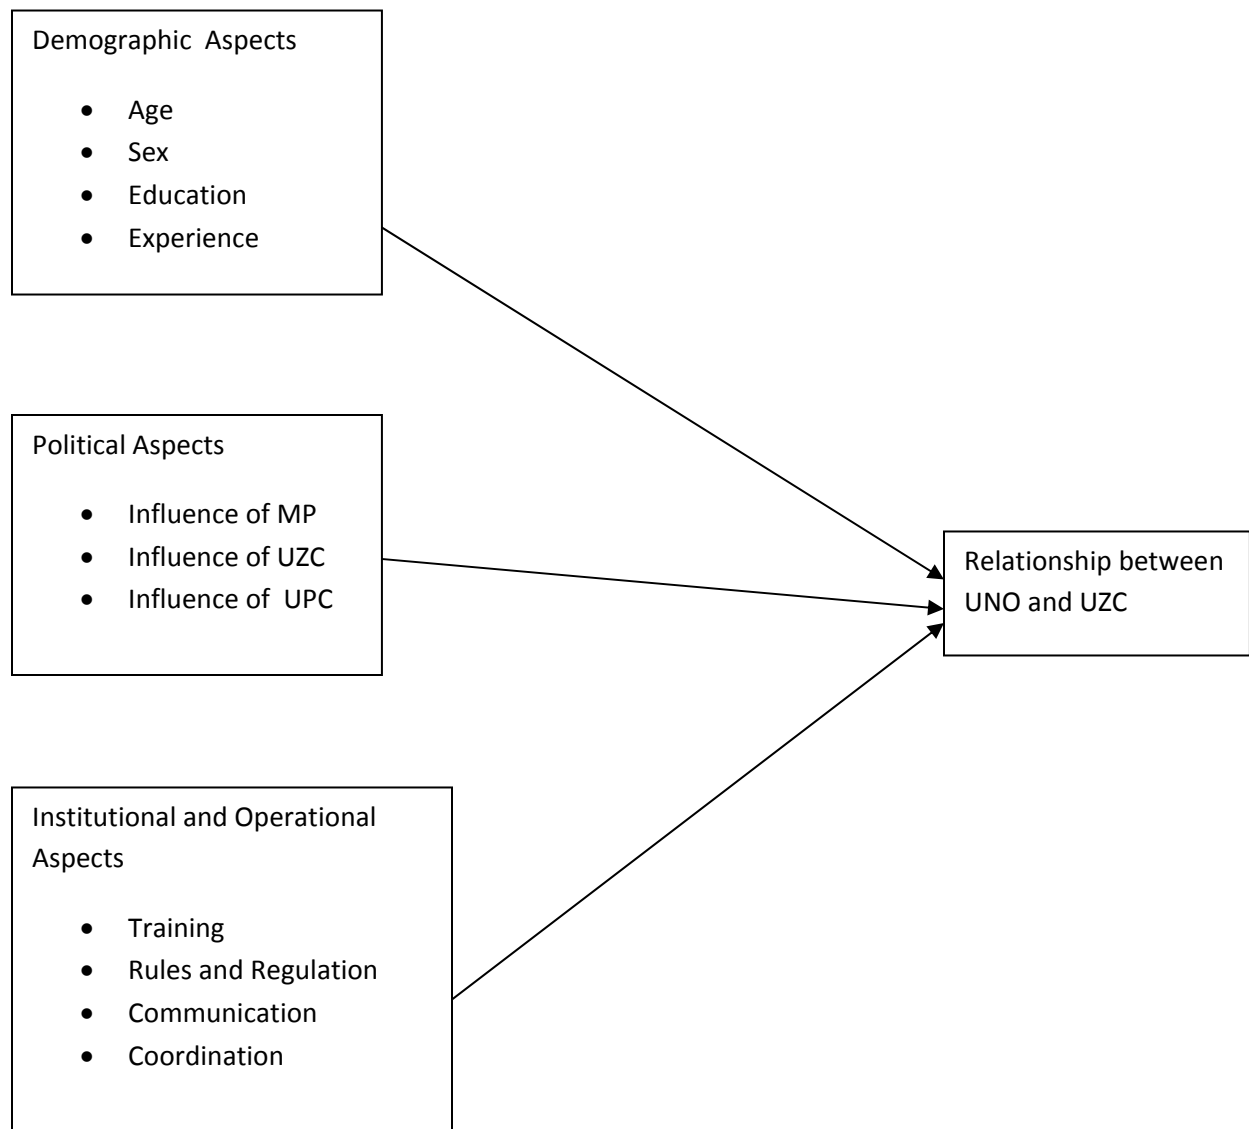 Demographic  Aspects
• Age
• Sex
• Education
• Experience
Political Aspects
• Influence of MP
• Influence of UZC
• Influence of  UPC
Relationship between
UNO and UZC
Institutional and Operational
Aspects
• Training
• Rules and Regulation
• Communication
• Coordination